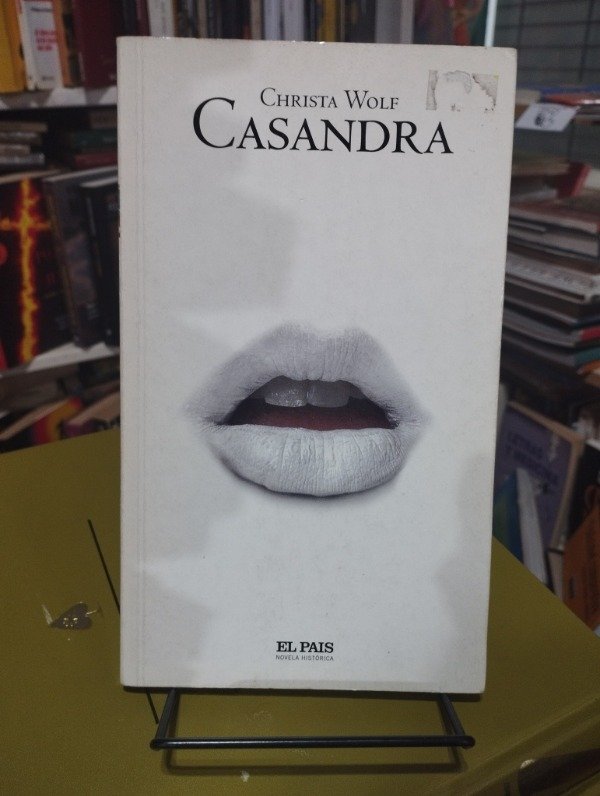 CHRISTA WOLF
CASANDRA
EL PAIS
NOVELA HISTÓRICA